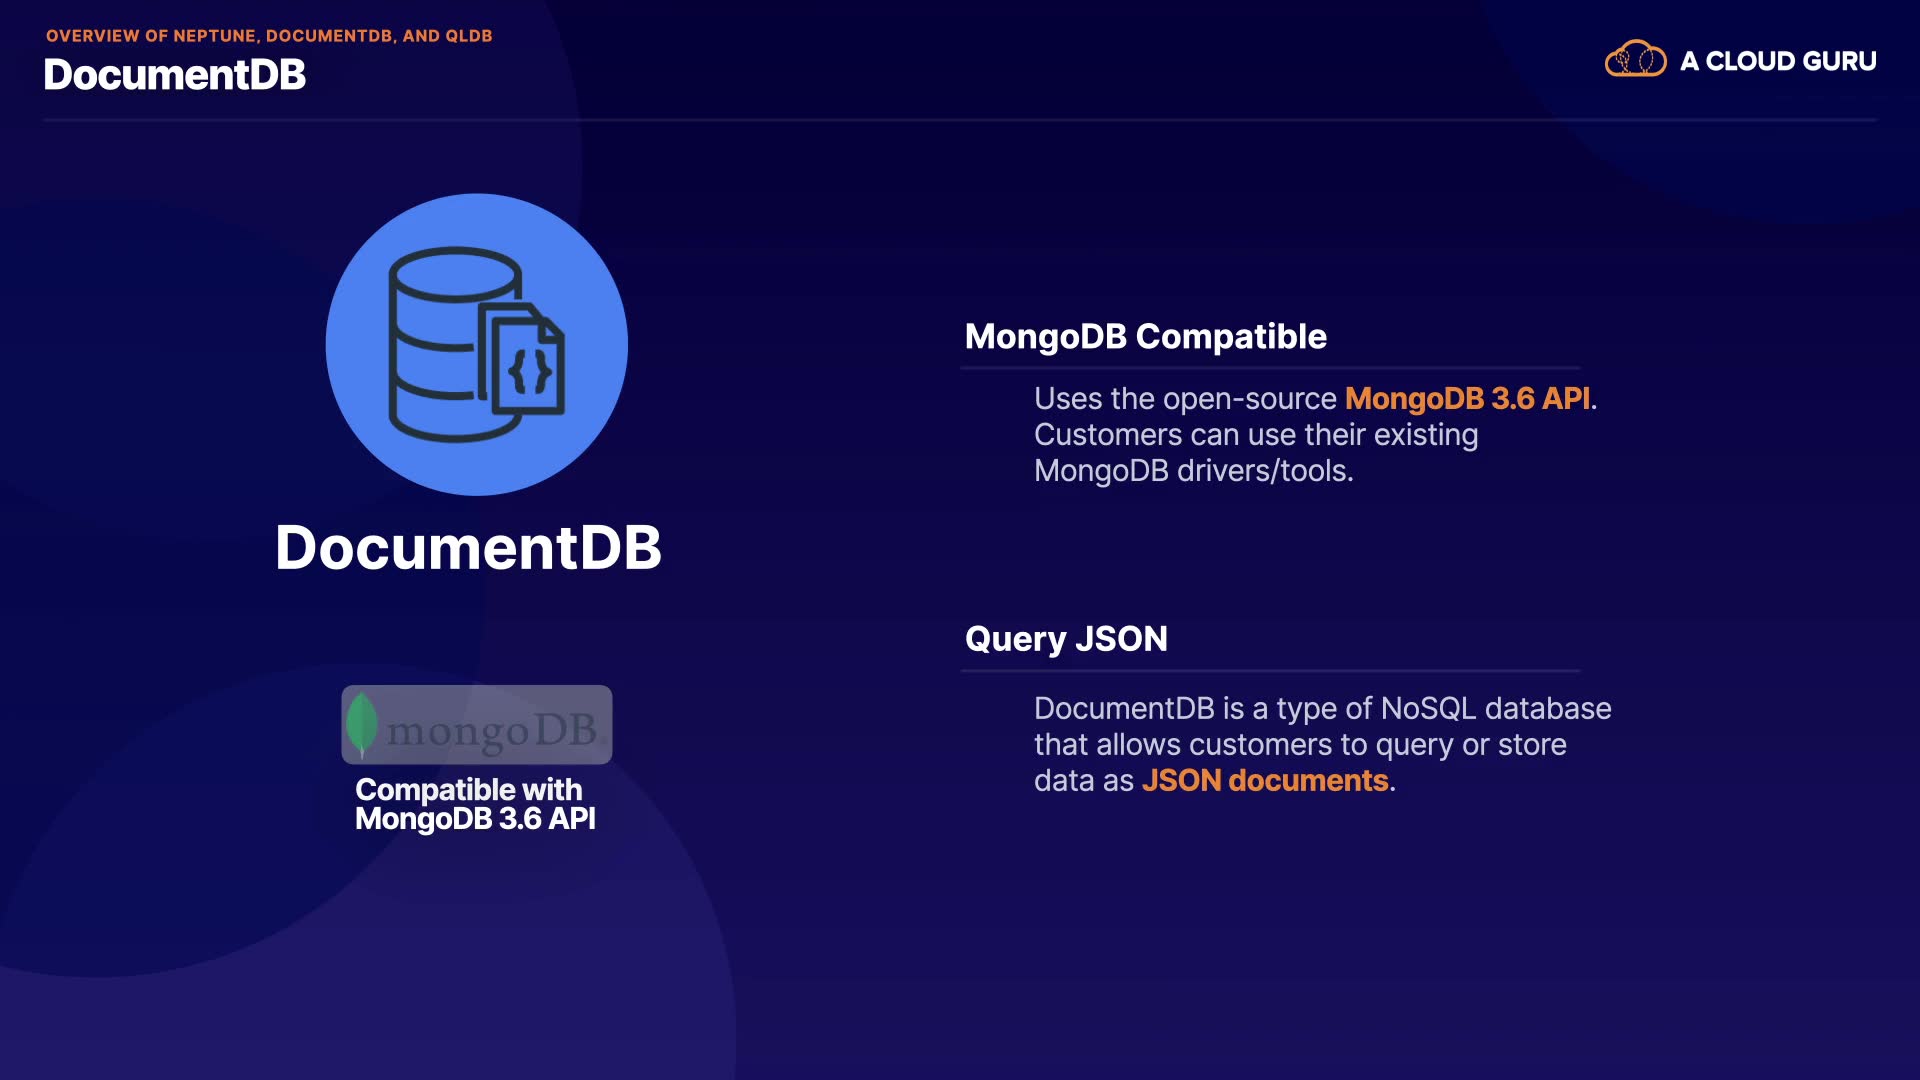 OVERVIEW OF NEPTUNE, DOCUMENTDB, AND QLDB
DocumentDB
A CLOUD GURU
{}
DocumentDB
mongoDB.
Compatible with
MongoDB 3.6 API
MongoDB Compatible
Uses the open-source MongoDB 3.6 API.
Customers can use their existing
MongoDB drivers/tools.
Query JSON
DocumentDB is a type of NoSQL database
that allows customers to query or store
data as JSON documents.